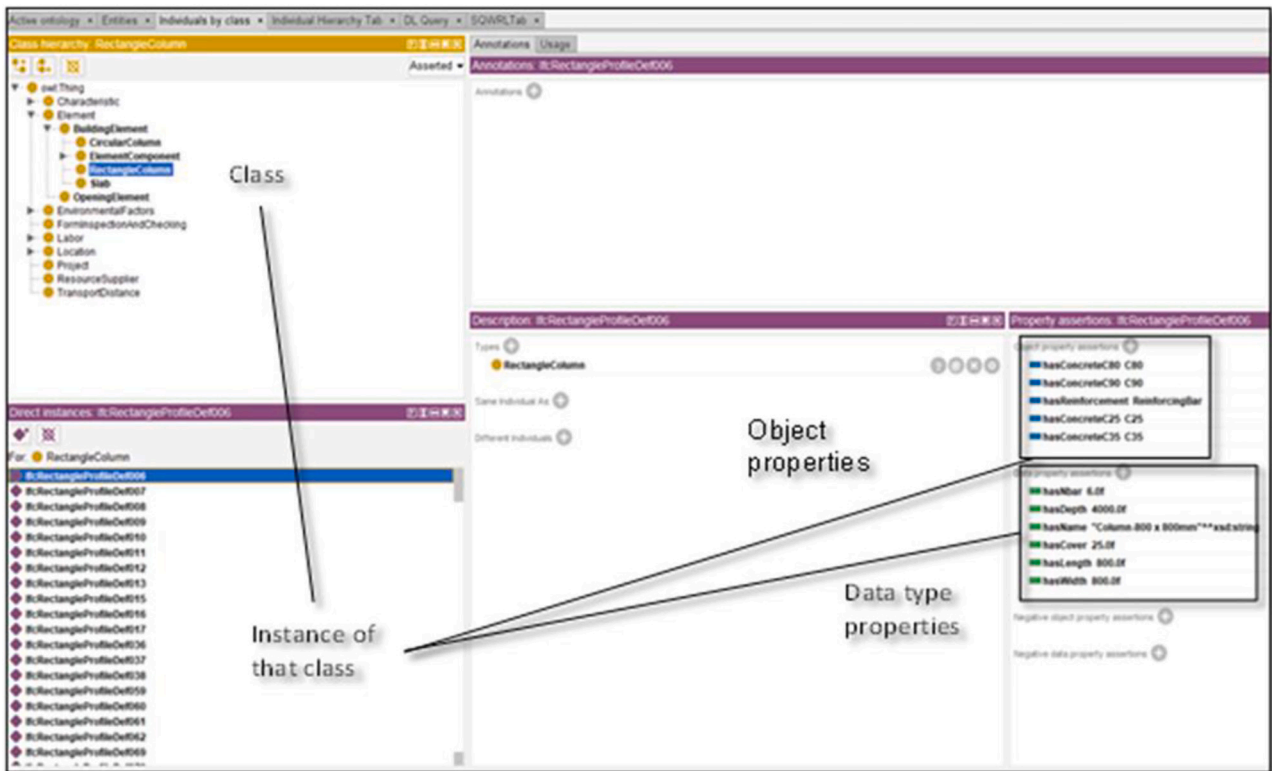 Active ontology × Entities × Individuals by class × Individual Hierarchy Tab × DL Query × SQWRLTab ×
Class hierarchy: RectangleColumn
Asserted
owl:Thing
Characteristic
Element
BuildingElement
CircularColumn
ElementComponent
RectangleColumn
Slab
OpeningElement
EnvironmentalFactors
FormInspectionAndChecking
Labor
Location
Project
ResourceSupplier
TransportDistance
Class
Direct instances: IfcRectangleProfileDef006
For: RectangleColumn
IfcRectangleProfileDef006
IfcRectangleProfileDef007
IfcRectangleProfileDef008
IfcRectangleProfileDef009
IfcRectangleProfileDef010
IfcRectangleProfileDef011
IfcRectangleProfileDef012
IfcRectangleProfileDef013
IfcRectangleProfileDef015
IfcRectangleProfileDef016
IfcRectangleProfileDef017
IfcRectangleProfileDef036
IfcRectangleProfileDef037
IfcRectangleProfileDef038
IfcRectangleProfileDef059
IfcRectangleProfileDef060
IfcRectangleProfileDef061
IfcRectangleProfileDef062
IfcRectangleProfileDef069
Instance of
that class
Annotations Usage
Annotations: IfcRectangleProfileDef006
Annotations
Description: IfcRectangleProfileDef006
Types
RectangleColumn
Same Individual As
Different Individuals
Object
properties
Data type
properties
Property assertions: IfcRectangleProfileDef006
Object property assertions
hasConcreteC80 C80
hasConcreteC90 C90
hasReinforcement ReinforcingBar
hasConcreteC25 C25
hasConcreteC35 C35
Data property assertions
hasNbar 6.0f
hasDepth 4000.0f
hasName "Column-800 x 800mm"^^xsd:string
hasCover 25.0f
hasLength 800.0f
hasWidth 800.0f
Negative object property assertions
Negative data property assertions